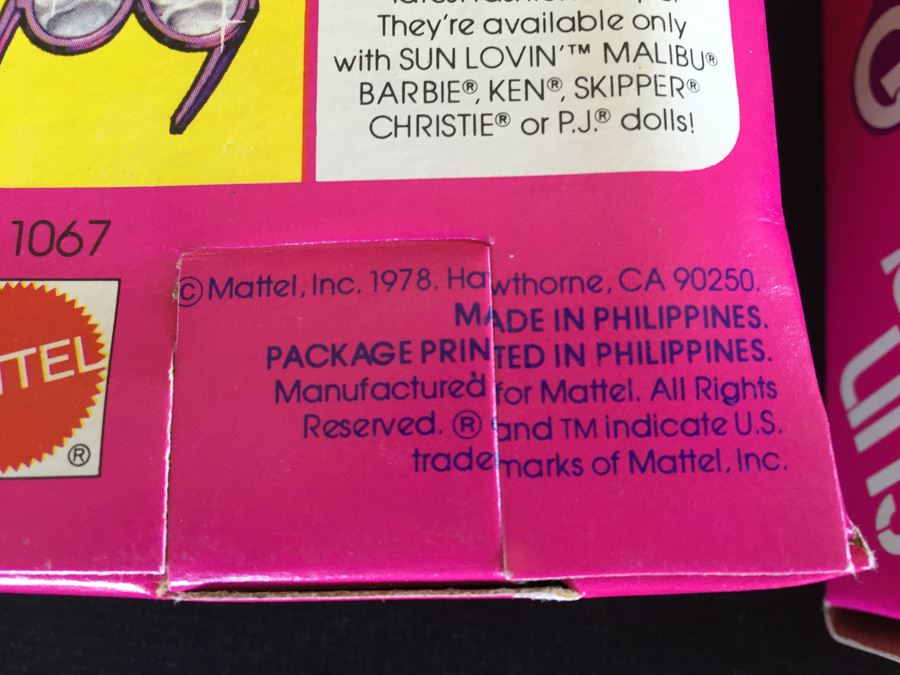 They're available only
with SUN LOVIN'™ MALIBU®
BARBIE®, KEN®, SKIPPER®
CHRISTIE® or P.J.® dolls!
1067
© Mattel, Inc. 1978. Hawthorne, CA 90250.
MADE IN PHILIPPINES.
PACKAGE PRINTED IN PHILIPPINES.
Manufactured for Mattel. All Rights
Reserved. ® and TM indicate U.S.
trademarks of Mattel, Inc.
TTEL
®